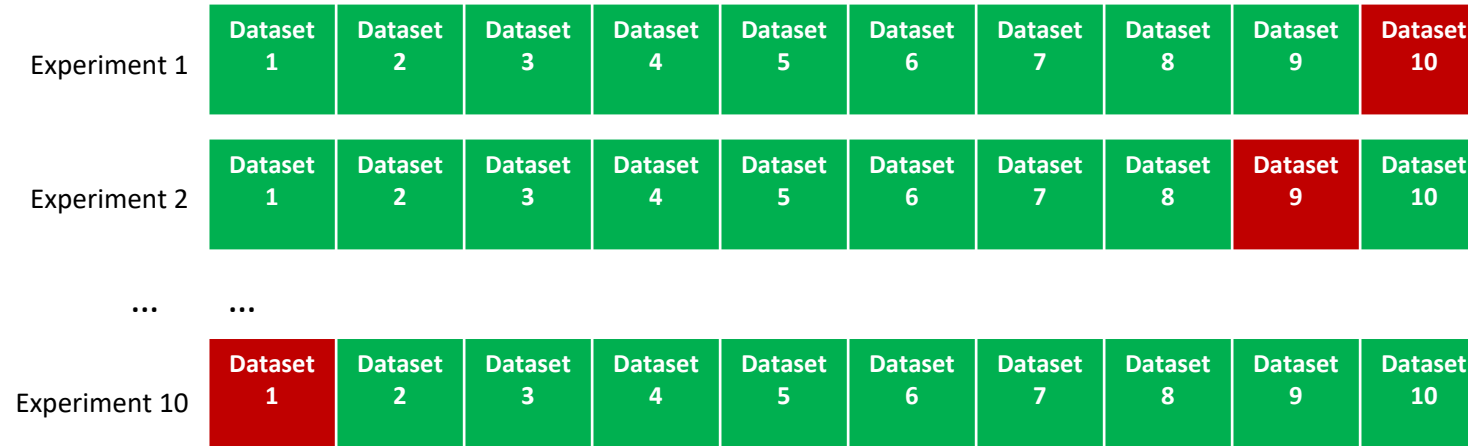 Experiment 1
Dataset 1
Dataset 2
Dataset 3
Dataset 4
Dataset 5
Dataset 6
Dataset 7
Dataset 8
Dataset 9
Dataset 10
Experiment 2
Dataset 1
Dataset 2
Dataset 3
Dataset 4
Dataset 5
Dataset 6
Dataset 7
Dataset 8
Dataset 9
Dataset 10
... ...
Experiment 10
Dataset 1
Dataset 2
Dataset 3
Dataset 4
Dataset 5
Dataset 6
Dataset 7
Dataset 8
Dataset 9
Dataset 10